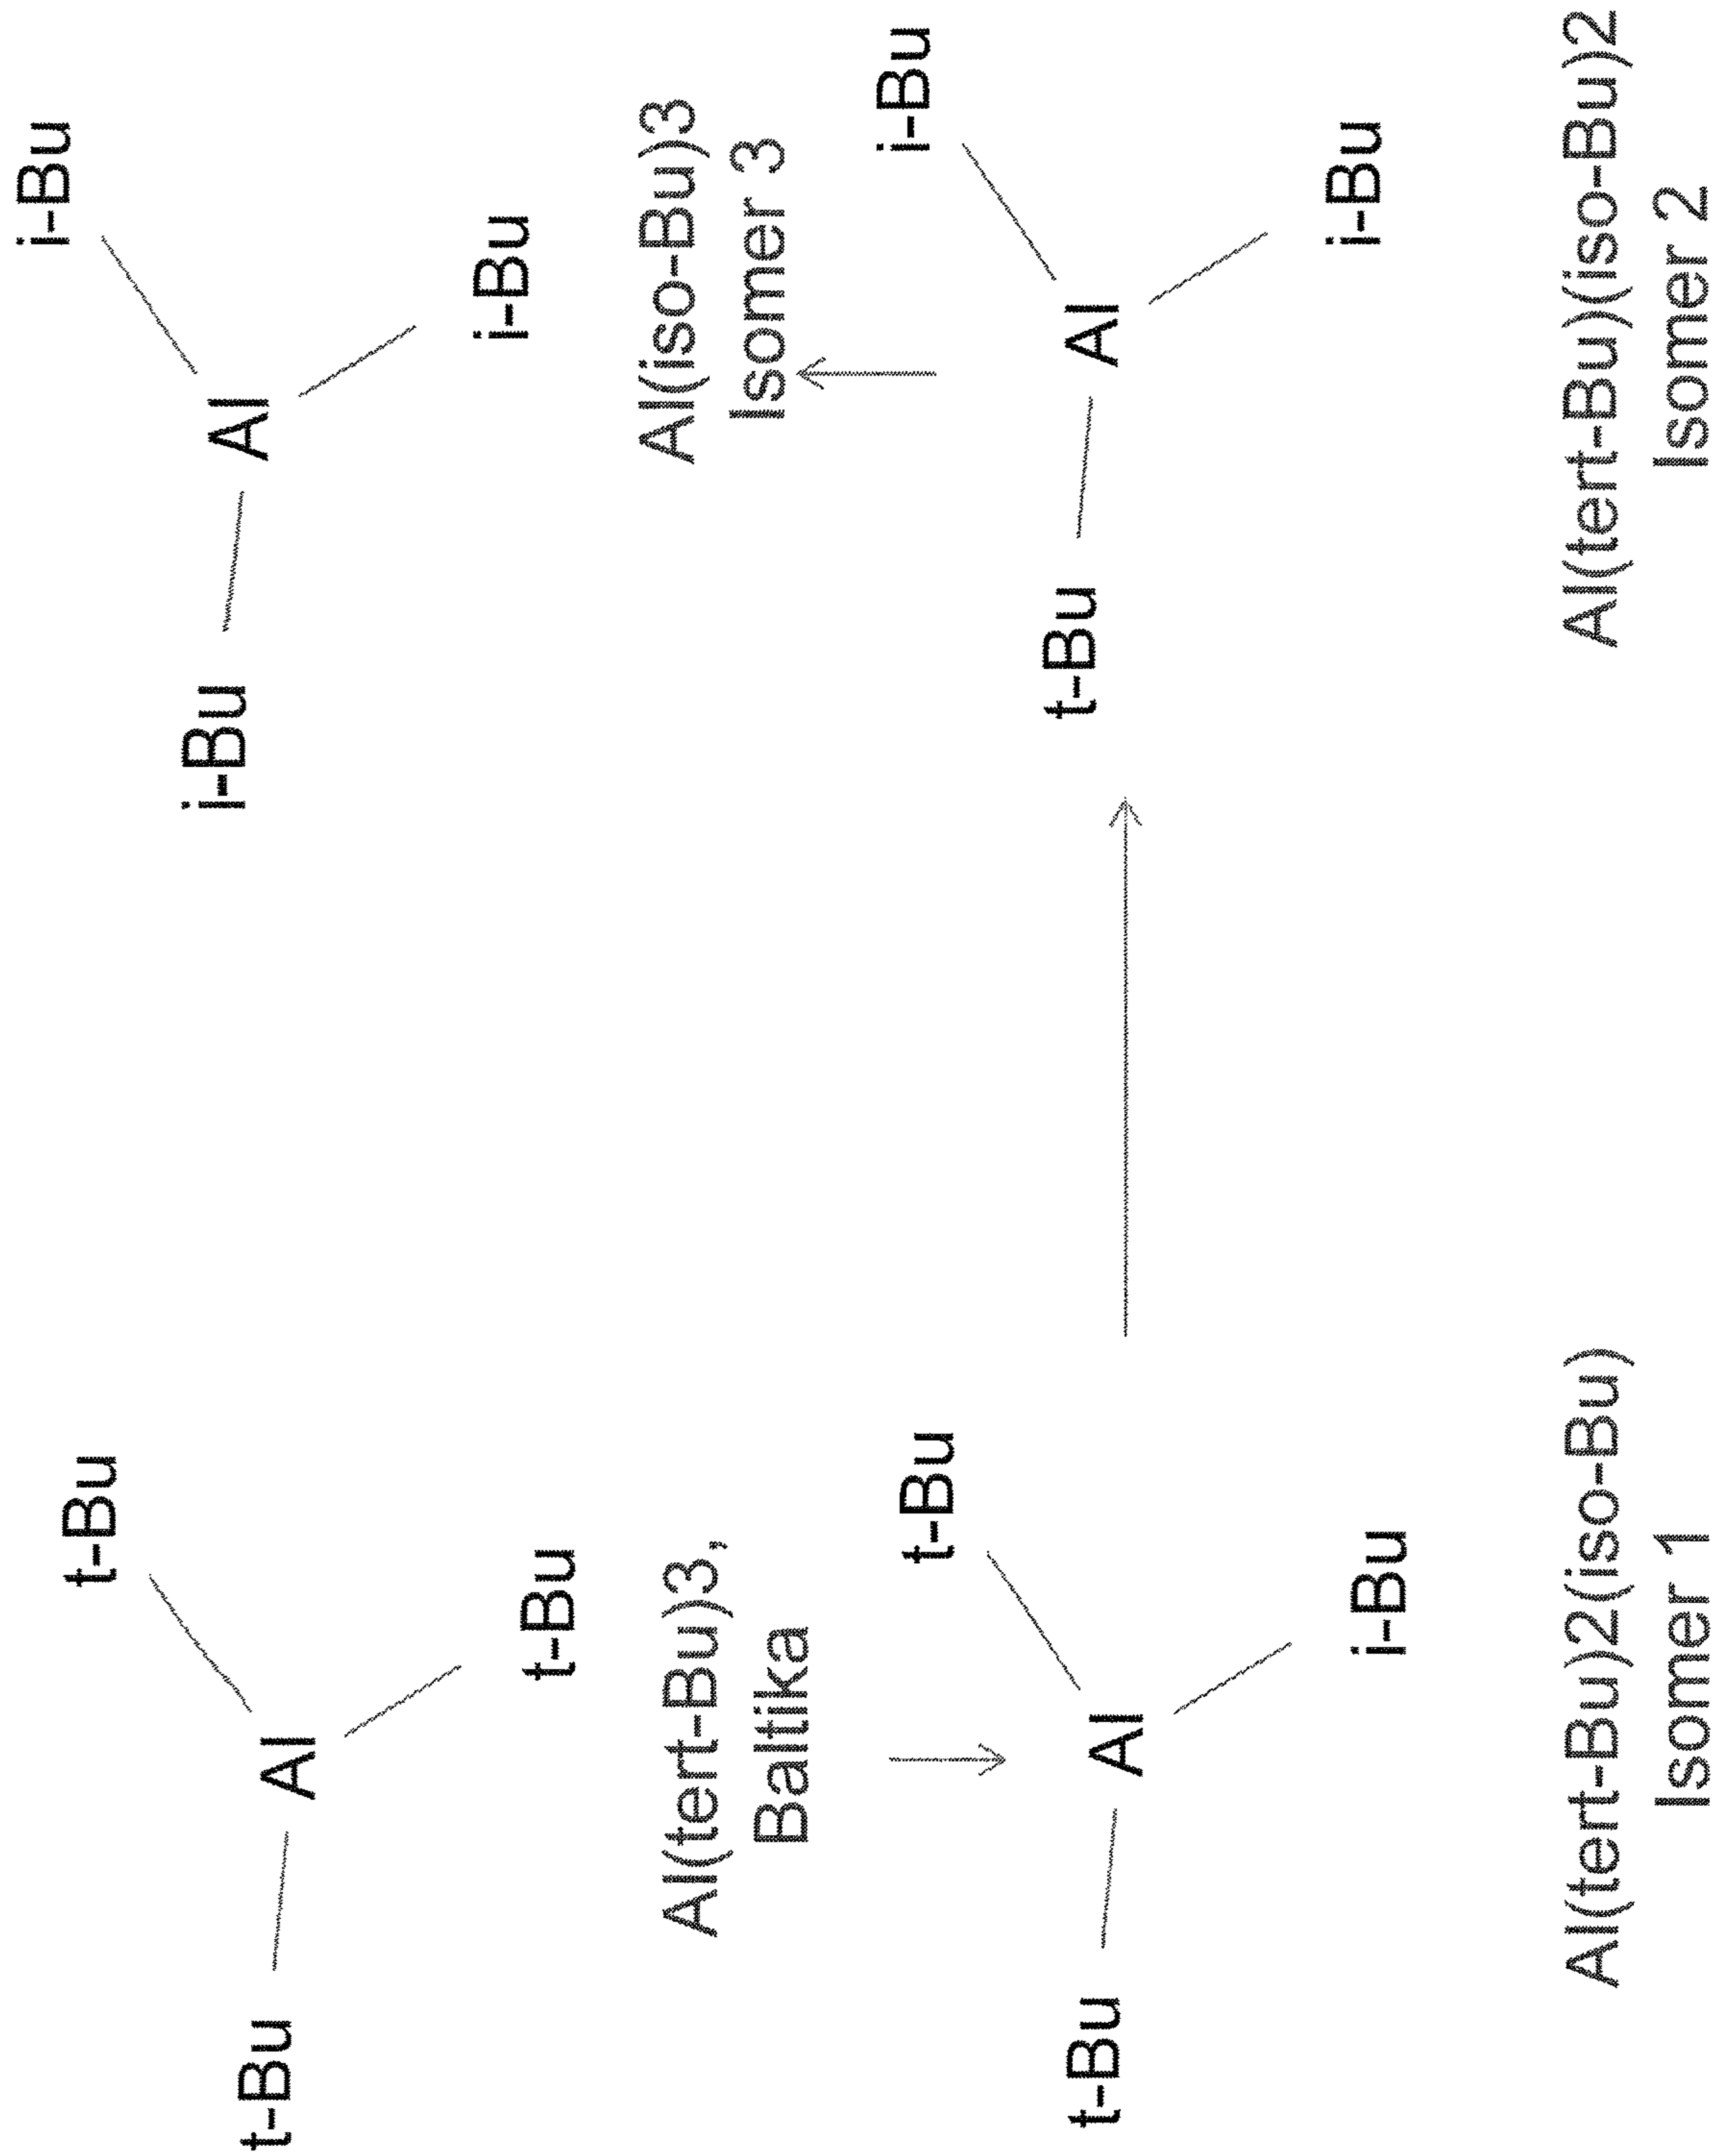 t-Bu
t-Bu
Al
t-Bu
Al(tert-Bu)3,
Baltika
i-Bu
i-Bu
Al
i-Bu
Al(iso-Bu)3
Isomer 3
t-Bu
t-Bu
Al
i-Bu
Al(tert-Bu)2(iso-Bu)
Isomer 1
i-Bu
t-Bu
Al
i-Bu
Al(tert-Bu)(iso-Bu)2
Isomer 2